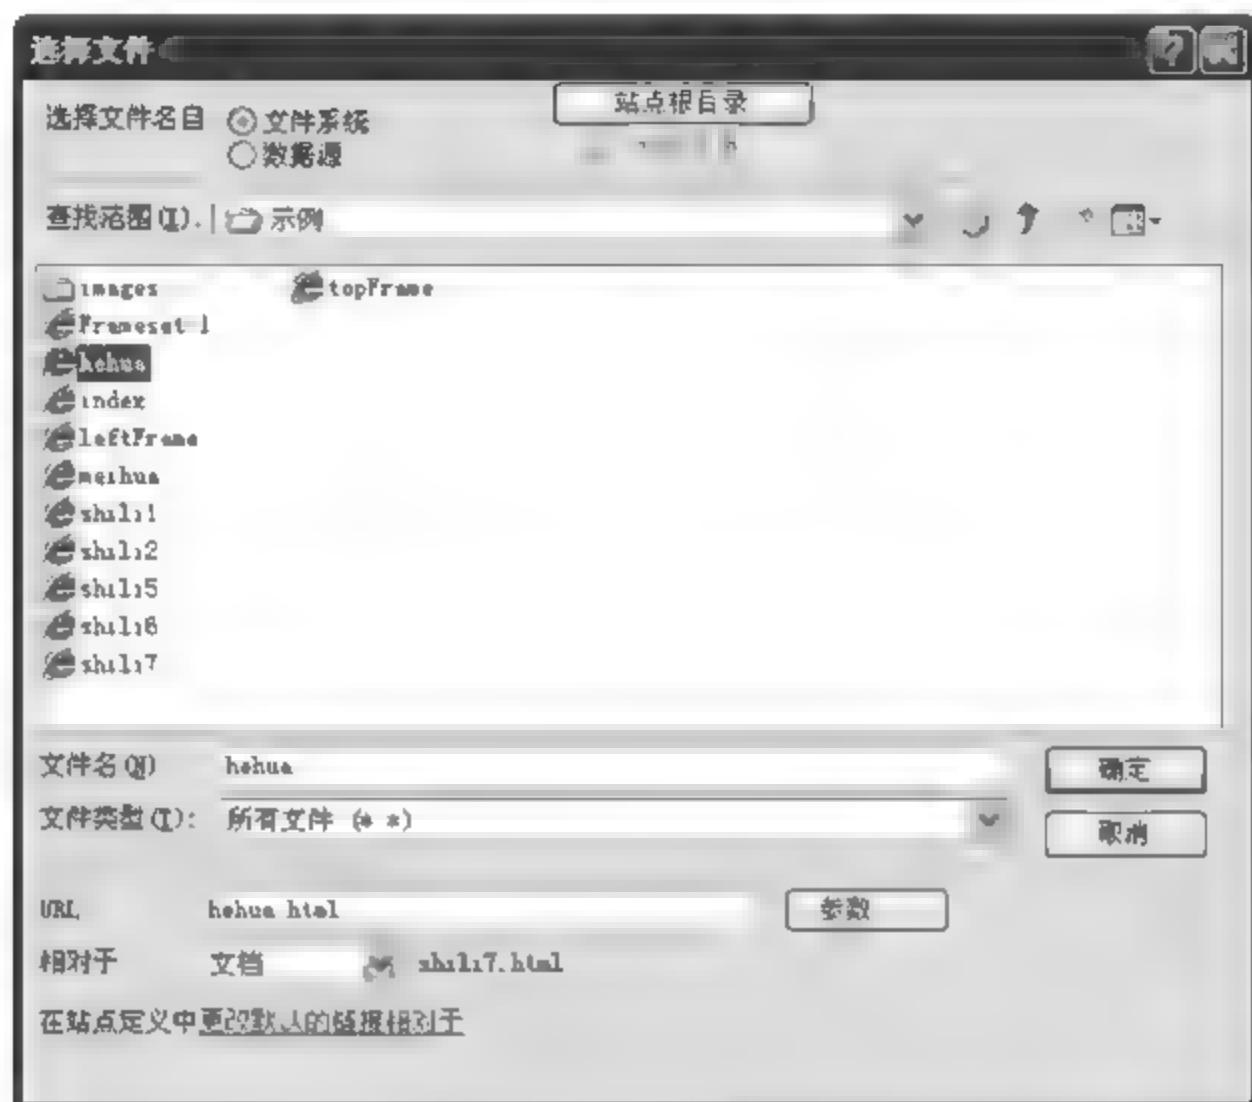 选择文件
站点根目录
选择文件名自 文件系统
数据源
查找范围(I). 示例
images topFrame
Frameset-1
hehua
index
leftFrame
meihua
shili1
shili2
shili5
shili6
shili7
文件名(N) hehua 确定
文件类型(T): 所有文件 (* *) 取消
URL hehua html 参数
相对于 文档 shili7.html
在站点定义中更改默认的链接相对于